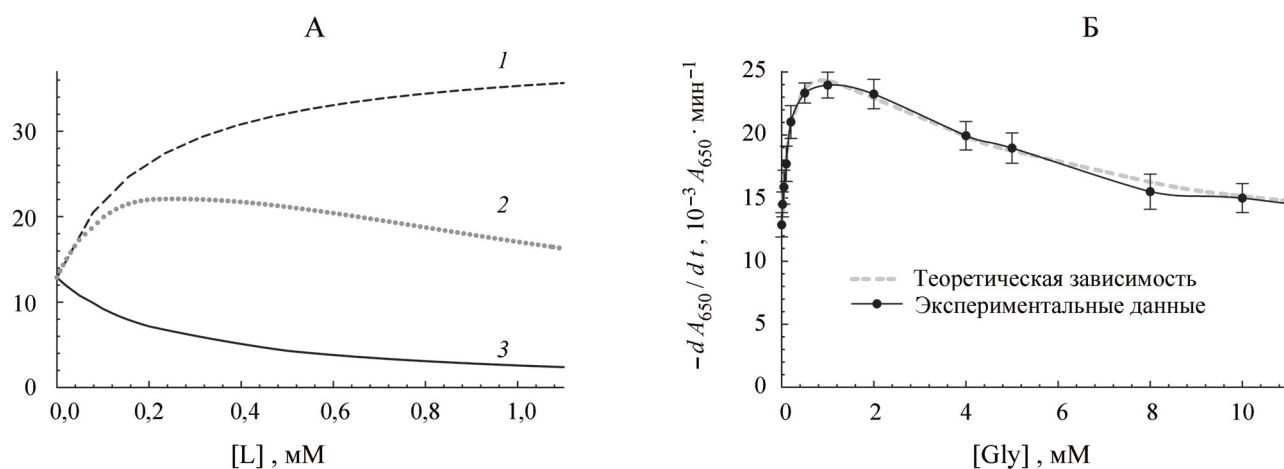 А
1
2
3
30
20
10
0
0,0 0,2 0,4 0,6 0,8 1,0
[L] , мМ
Б
−d A650 / d t , 10−3 A650 · мин−1
25
20
15
10
5
0
Теоретическая зависимость
Экспериментальные данные
0 2 4 6 8 10
[Gly] , мМ